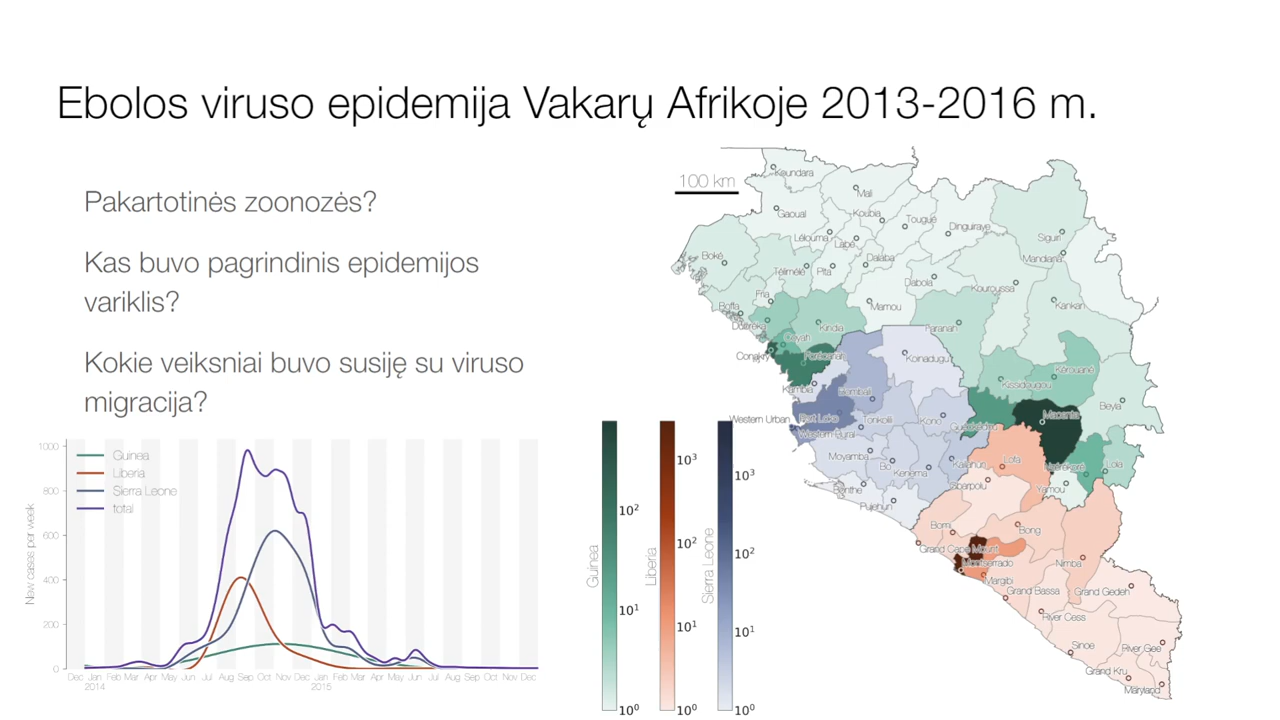 Ebolos viruso epidemija Vakarų Afrikoje 2013-2016 m.
Pakartotinės zoonozės?
Kas buvo pagrindinis epidemijos
variklis?
Kokie veiksniai buvo susiję su viruso
migracija?
New cases per week
1000
800
600
400
200
0
Guinea
Liberia
Sierra Leone
total
Dec Jan Feb Mar Apr May Jun Jul Aug Sep Oct Nov Dec Jan Feb Mar Apr May Jun Jul Aug Sep Oct Nov Dec
2014 2015
Guinea
10² 10¹ 10⁰
Liberia
10³ 10² 10¹ 10⁰
Sierra Leone
10³ 10² 10¹ 10⁰
100 km
Koundara
Mali
Gaoual
Koubia
Tougué
Dinguiraye
Lélouma
Labé
Siguiri
Boké
Télimélé
Pita
Dalaba
Mandiana
Dabola
Kouroussa
Fria
Boffa
Mamou
Kankan
Dubréka
Kindia
Faranah
Coyah
Conakry
Forécariah
Koinadugu
Kérouané
Kissidougou
Kambia
Bombali
Beyla
Western Urban
Port Loko
Tonkolili
Kono
Guéckédou
Macenta
Western Rural
Moyamba
Bo
Kenema
Kailahun
Lofa
Nzérékoré
Lola
Bonthe
Gbarpolu
Yamou
Pujehun
Bomi
Bong
Grand Cape Mount
Montserrado
Nimba
Margibi
Grand Bassa
Grand Gedeh
River Cess
Sinoe
River Gee
Grand Kru
Maryland